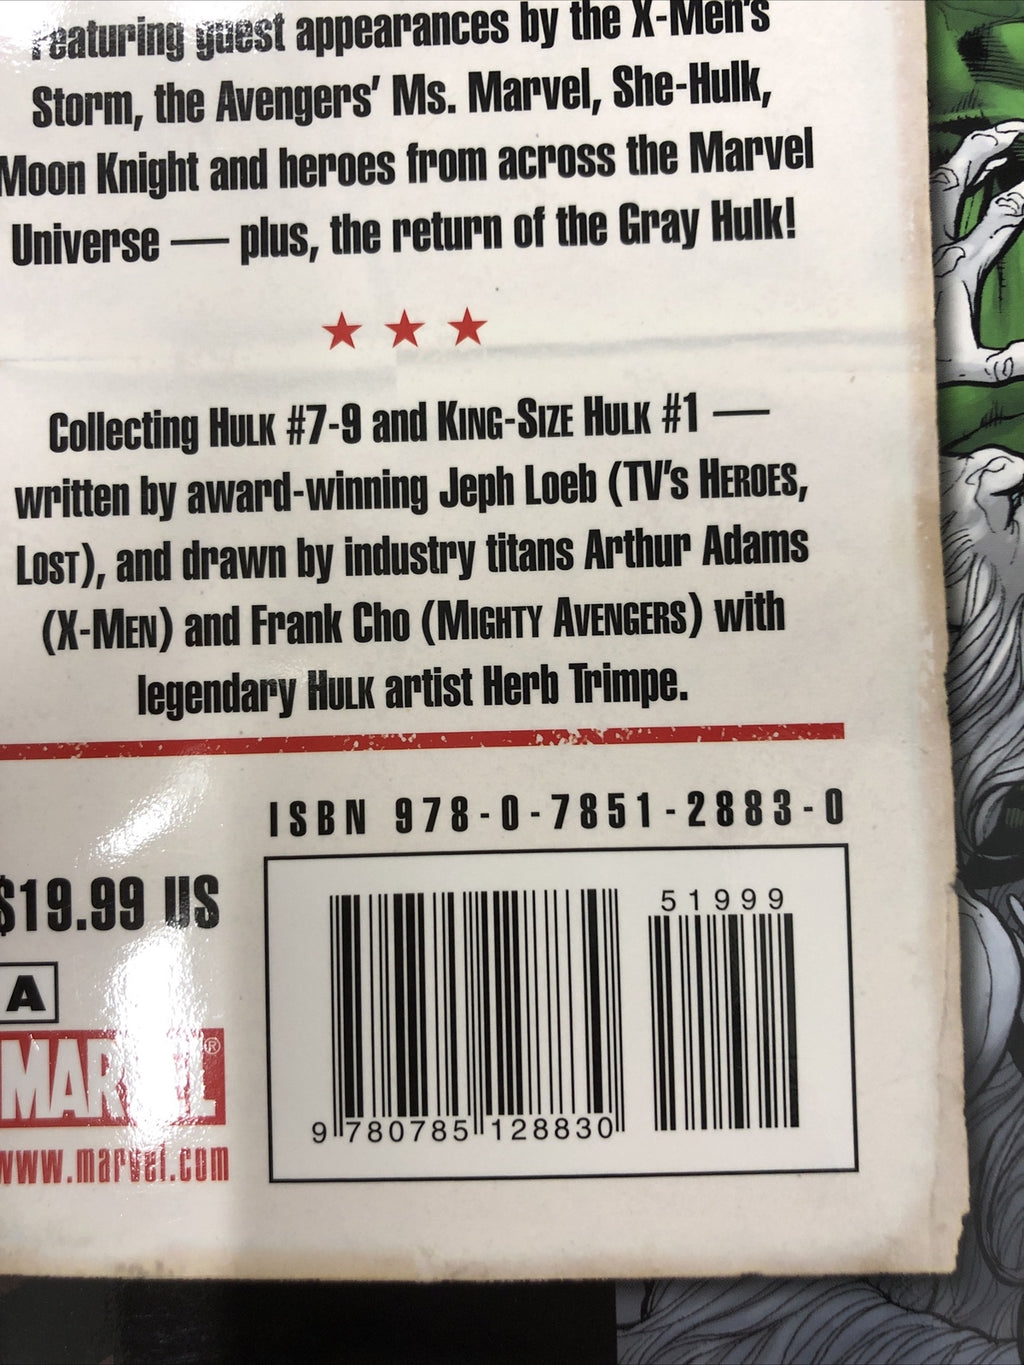 Featuring guest appearances by the X-Men's
Storm, the Avengers' Ms. Marvel, She-Hulk,
Moon Knight and heroes from across the Marvel
Universe — plus, the return of the Gray Hulk!
Collecting HULK #7-9 and KING-SIZE HULK #1 —
written by award-winning Jeph Loeb (TV's HEROES,
LOST), and drawn by industry titans Arthur Adams
(X-MEN) and Frank Cho (MIGHTY AVENGERS) with
legendary HULK artist Herb Trimpe.
ISBN 978-0-7851-2883-0
$19.99 US
51999
A
MARVEL®
9 780785 128830
www.marvel.com